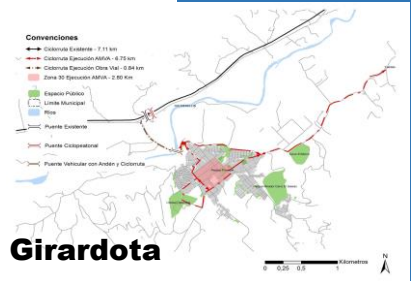 Convenciones
Ciclorruta Existente - 7.11 km
Ciclorruta Ejecución AMVA - 6.75 km
Ciclorruta Ejecución Obra Vial - 0.84 km
Zona 30 Ejecución AMVA - 2.80 Km
Espacio Público
Límite Municipal
Ríos
Puente Existente
Puente Ciclopeatonal
Puente Vehicular con Andén y Ciclorruta
Girardota
0 0,25 0,5 1
Kilometros
N